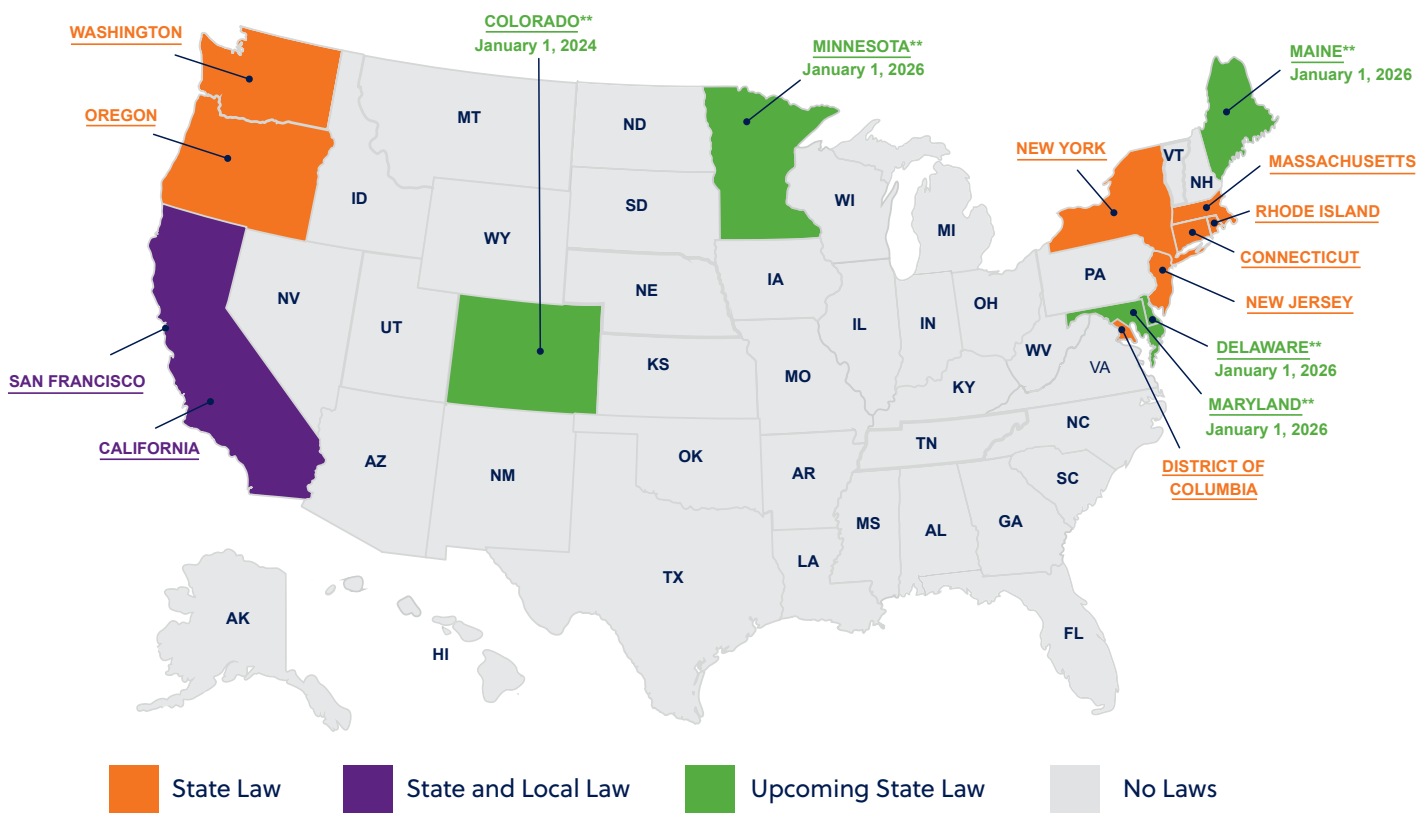 COLORADO**
January 1, 2024
WASHINGTON
MINNESOTA**
January 1, 2026
MAINE**
January 1, 2026
OREGON
MT
ND
NEW YORK
VT
MASSACHUSETTS
NH
ID
SD
WI
RHODE ISLAND
WY
MI
CONNECTICUT
NV
NE
IA
PA
NEW JERSEY
UT
IL
IN
OH
DELAWARE**
January 1, 2026
SAN FRANCISCO
KS
MO
WV
VA
KY
MARYLAND**
January 1, 2026
CALIFORNIA
AZ
NM
OK
AR
TN
NC
DISTRICT OF
COLUMBIA
SC
MS
AL
GA
LA
TX
AK
HI
FL
State Law
State and Local Law
Upcoming State Law
No Laws